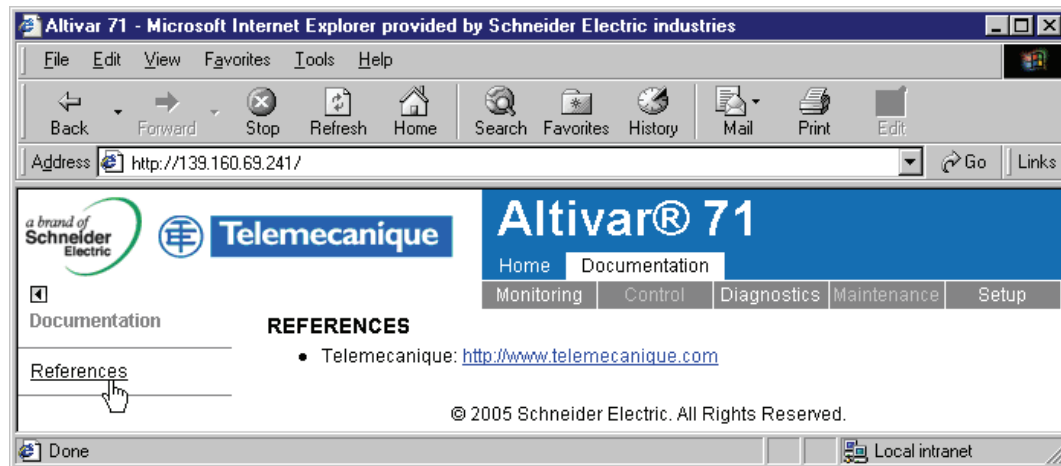 Altivar 71 - Microsoft Internet Explorer provided by Schneider Electric industries
File Edit View Favorites Tools Help
Back Forward Stop Refresh Home Search Favorites History Mail Print Edit
Address http://139.160.69.241/ Go Links
a brand of
Schneider
Electric
Telemecanique
Altivar® 71
Home Documentation
Monitoring Control Diagnostics Maintenance Setup
Documentation
References
REFERENCES
• Telemecanique: http://www.telemecanique.com
© 2005 Schneider Electric. All Rights Reserved.
Done Local intranet